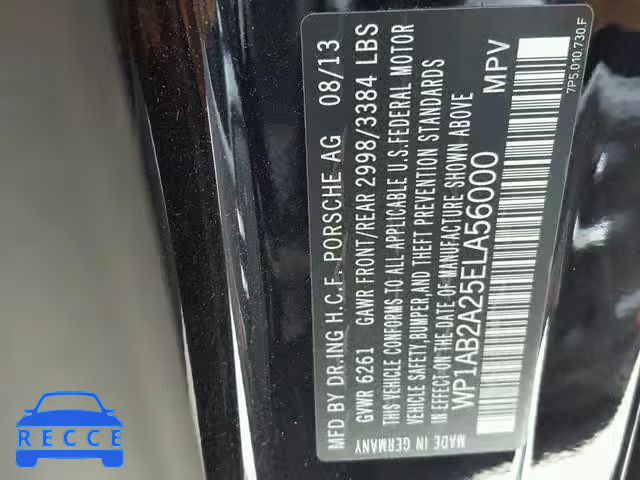 MFD BY DR.ING H.C.F. PORSCHE AG 08/13
GVWR 6261 GAWR FRONT/REAR 2998/3384 LBS
THIS VEHICLE CONFORMS TO ALL APPLICABLE U.S.FEDERAL MOTOR
VEHICLE SAFETY,BUMPER,AND THEFT PREVENTION STANDARDS
IN EFFECT ON THE DATE OF MANUFACTURE SHOWN ABOVE
WP1AB2A25ELA56000 MPV
MADE IN GERMANY
7P5.010.730.F
RECCE